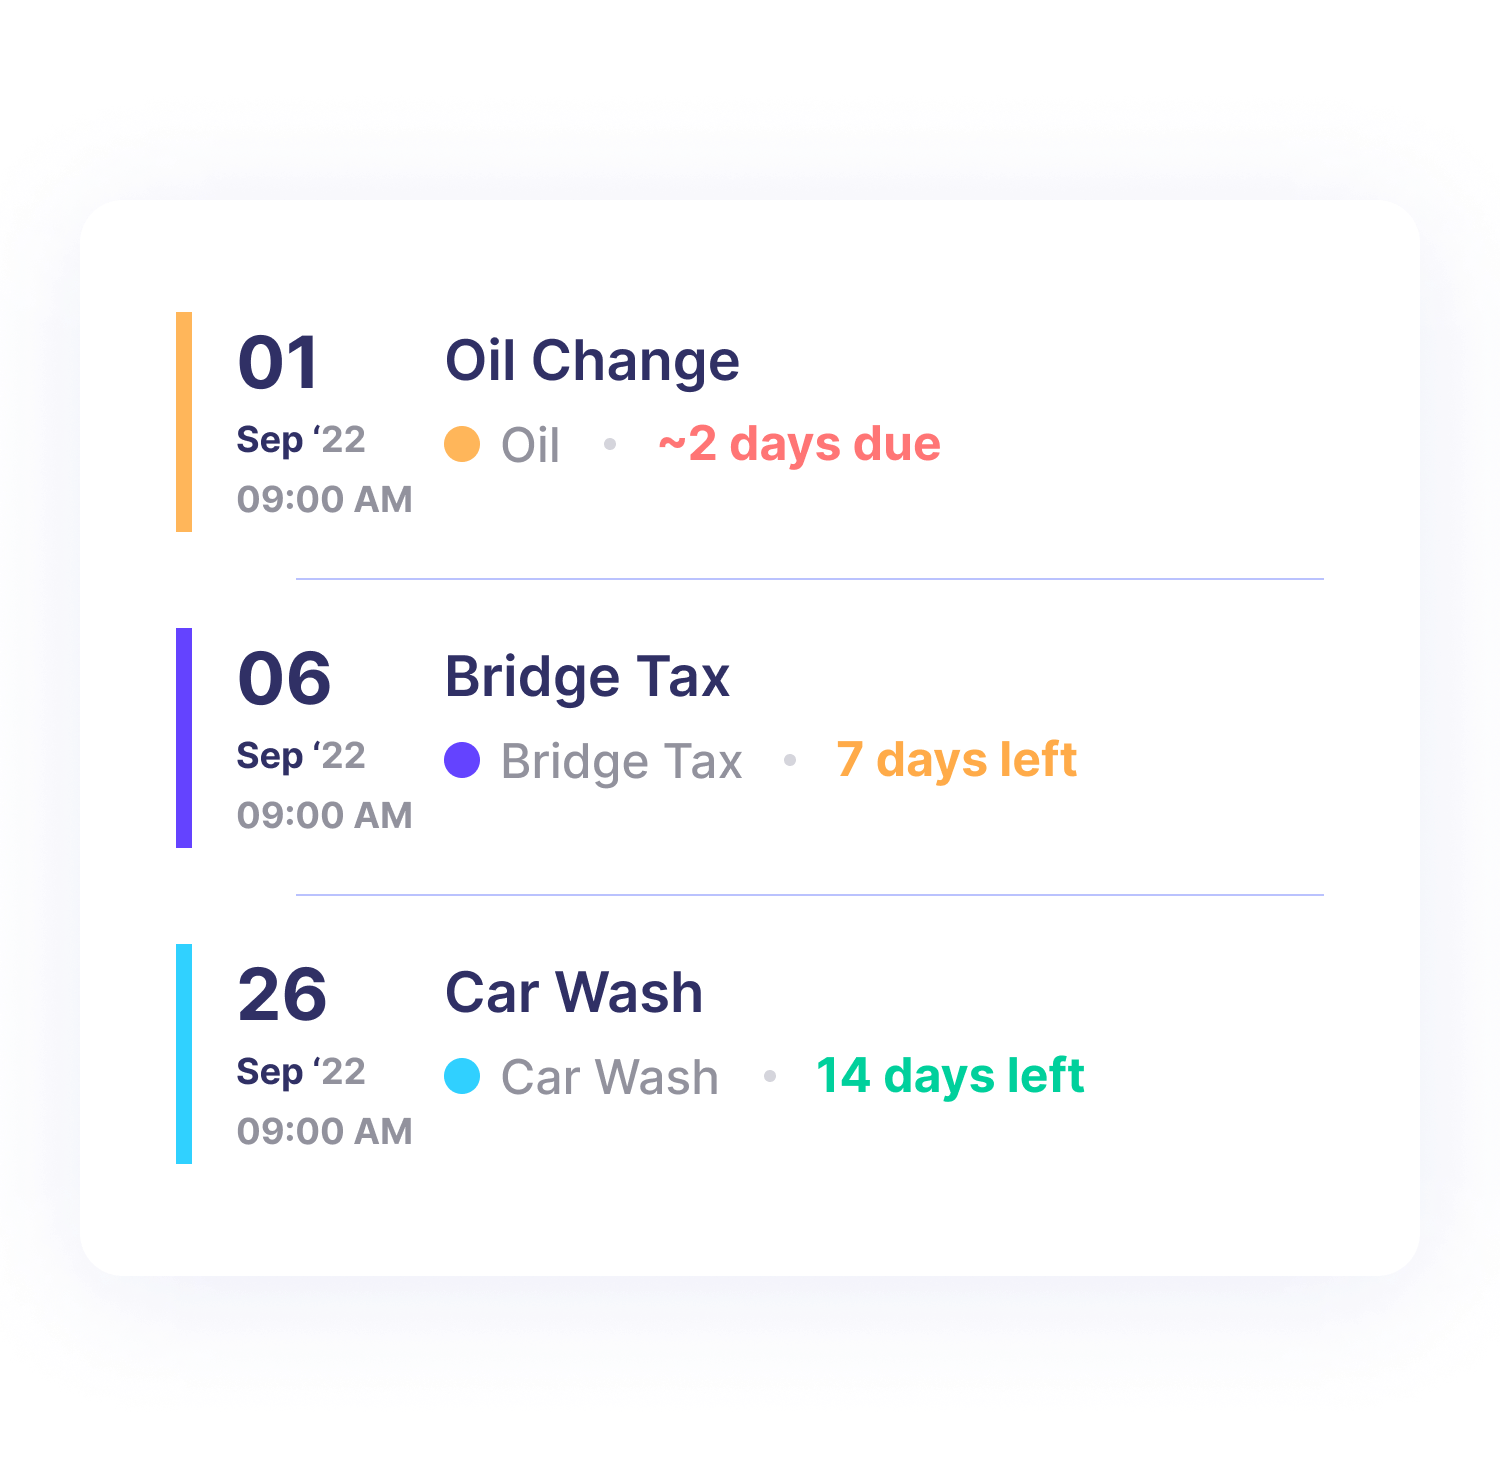 01
Oil Change
Sep ‘22
Oil
~2 days due
09:00 AM
06
Bridge Tax
Sep ‘22
Bridge Tax
7 days left
09:00 AM
26
Car Wash
Sep ‘22
Car Wash
14 days left
09:00 AM